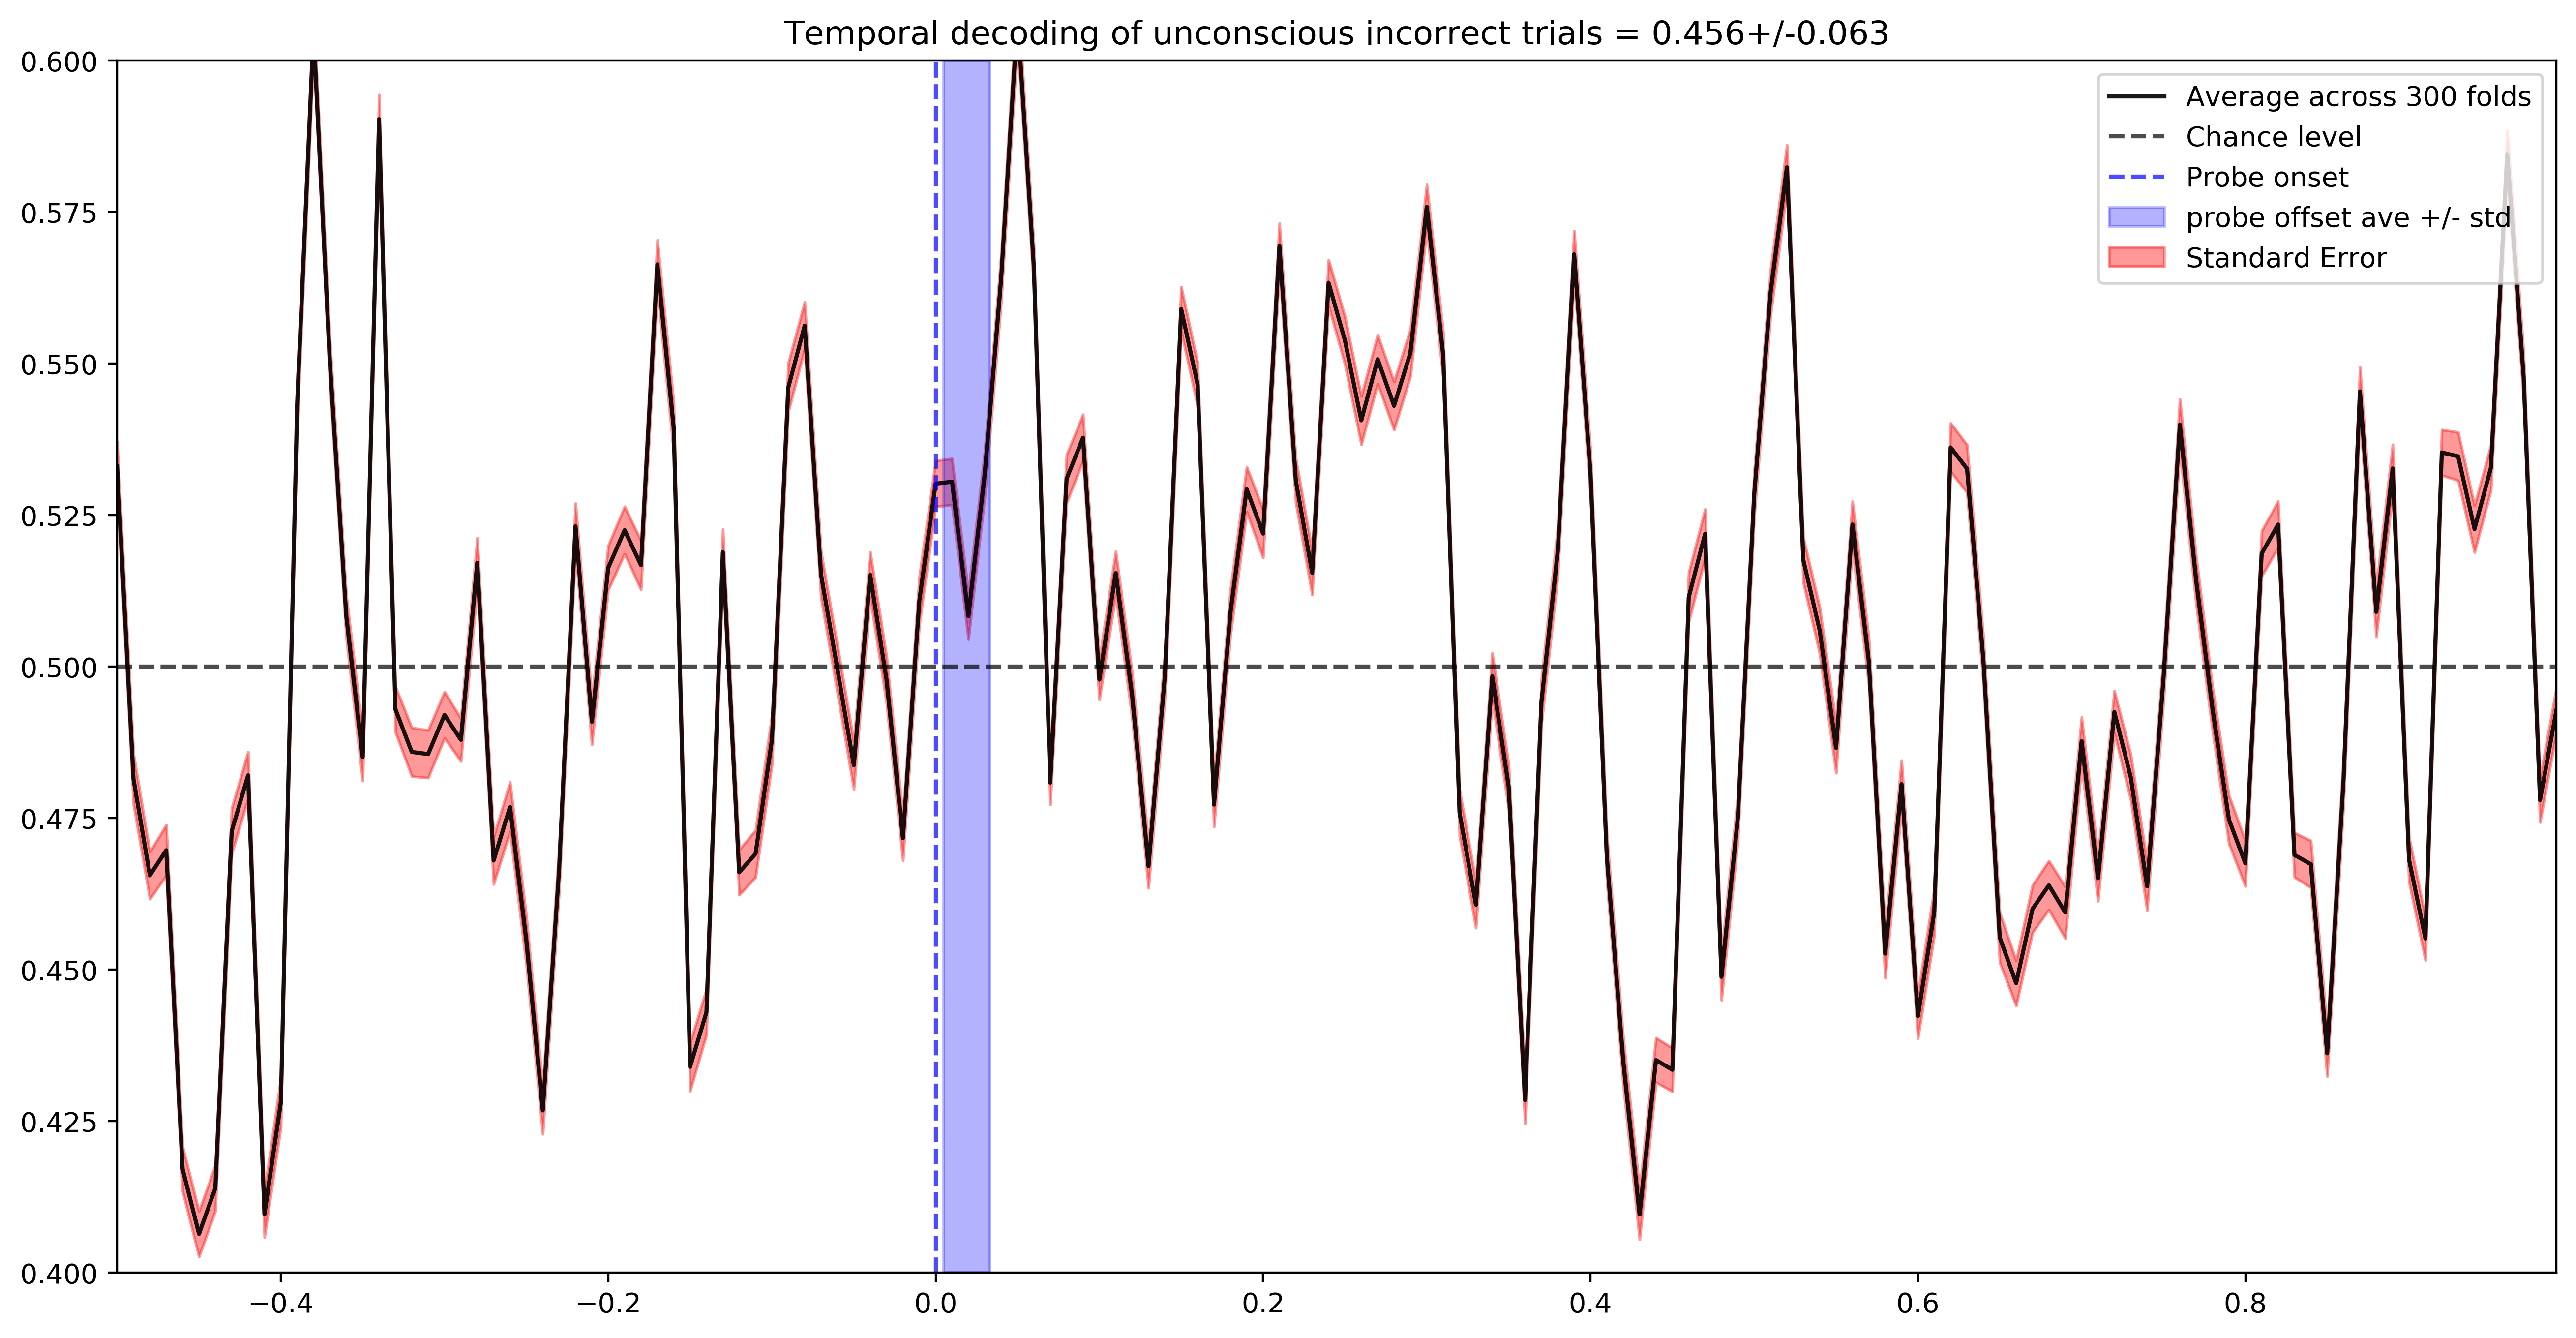 Temporal decoding of unconscious incorrect trials = 0.456+/-0.063
0.600
0.575
0.550
0.525
0.500
0.475
0.450
0.425
0.400
Average across 300 folds
Chance level
Probe onset
probe offset ave +/- std
Standard Error
−0.4 −0.2 0.0 0.2 0.4 0.6 0.8